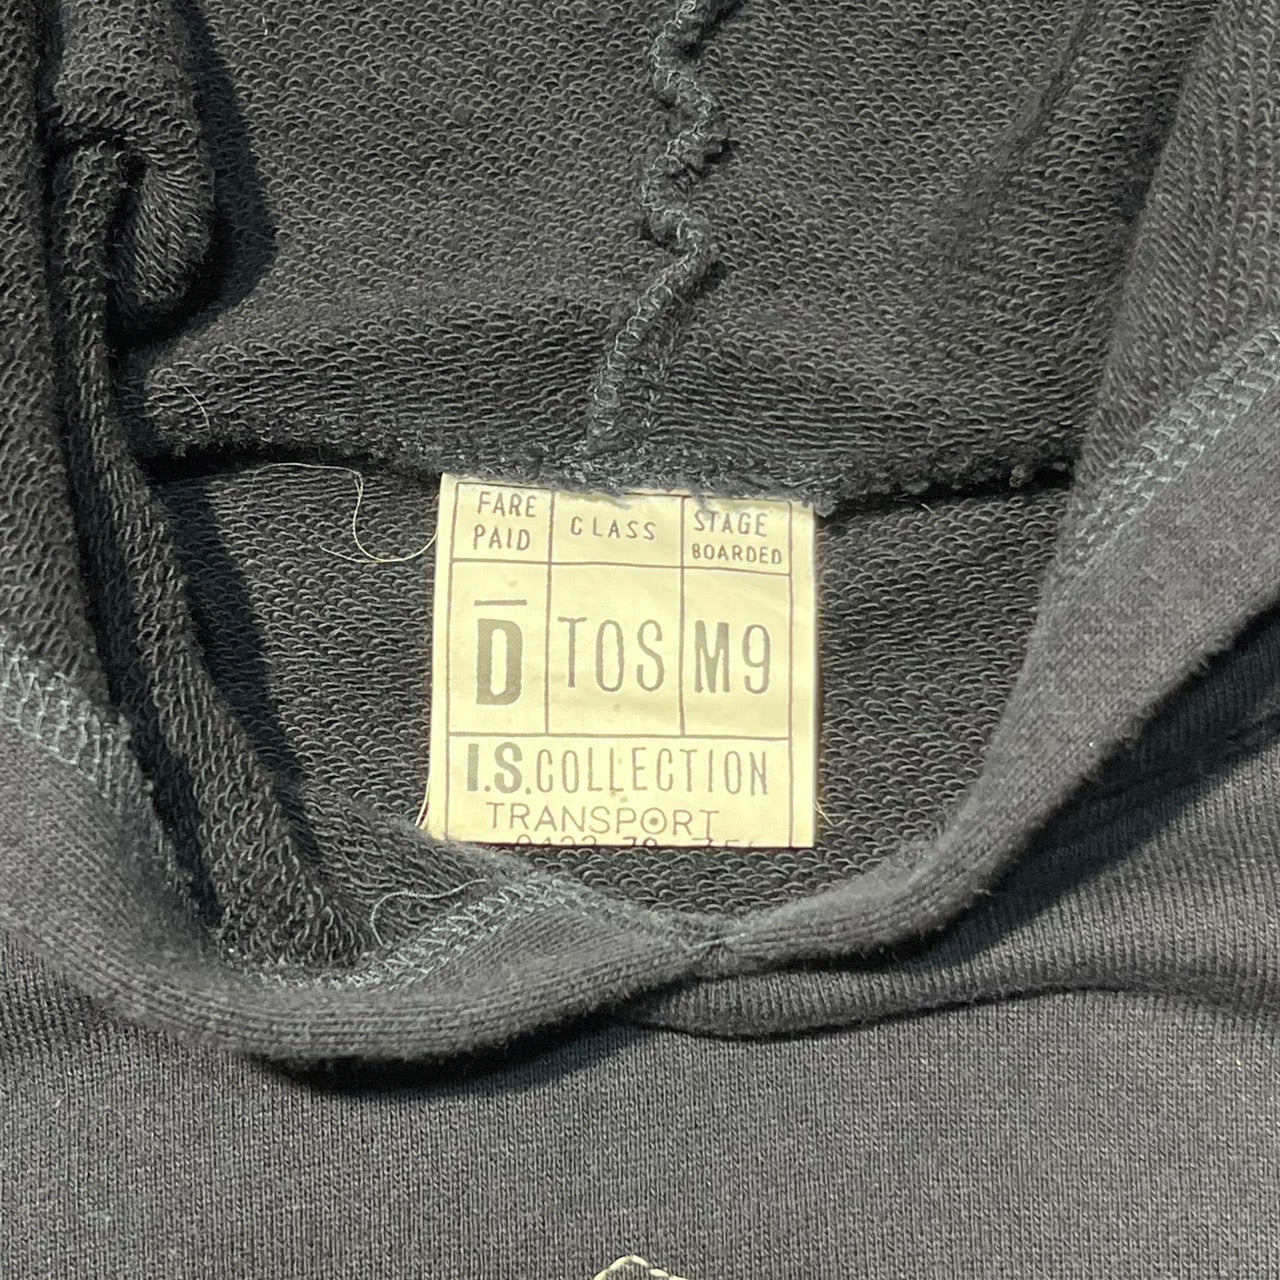 FARE PAID
CLASS
STAGE BOARDED
D
TOS
M9
I.S.COLLECTION
TRANSPORT